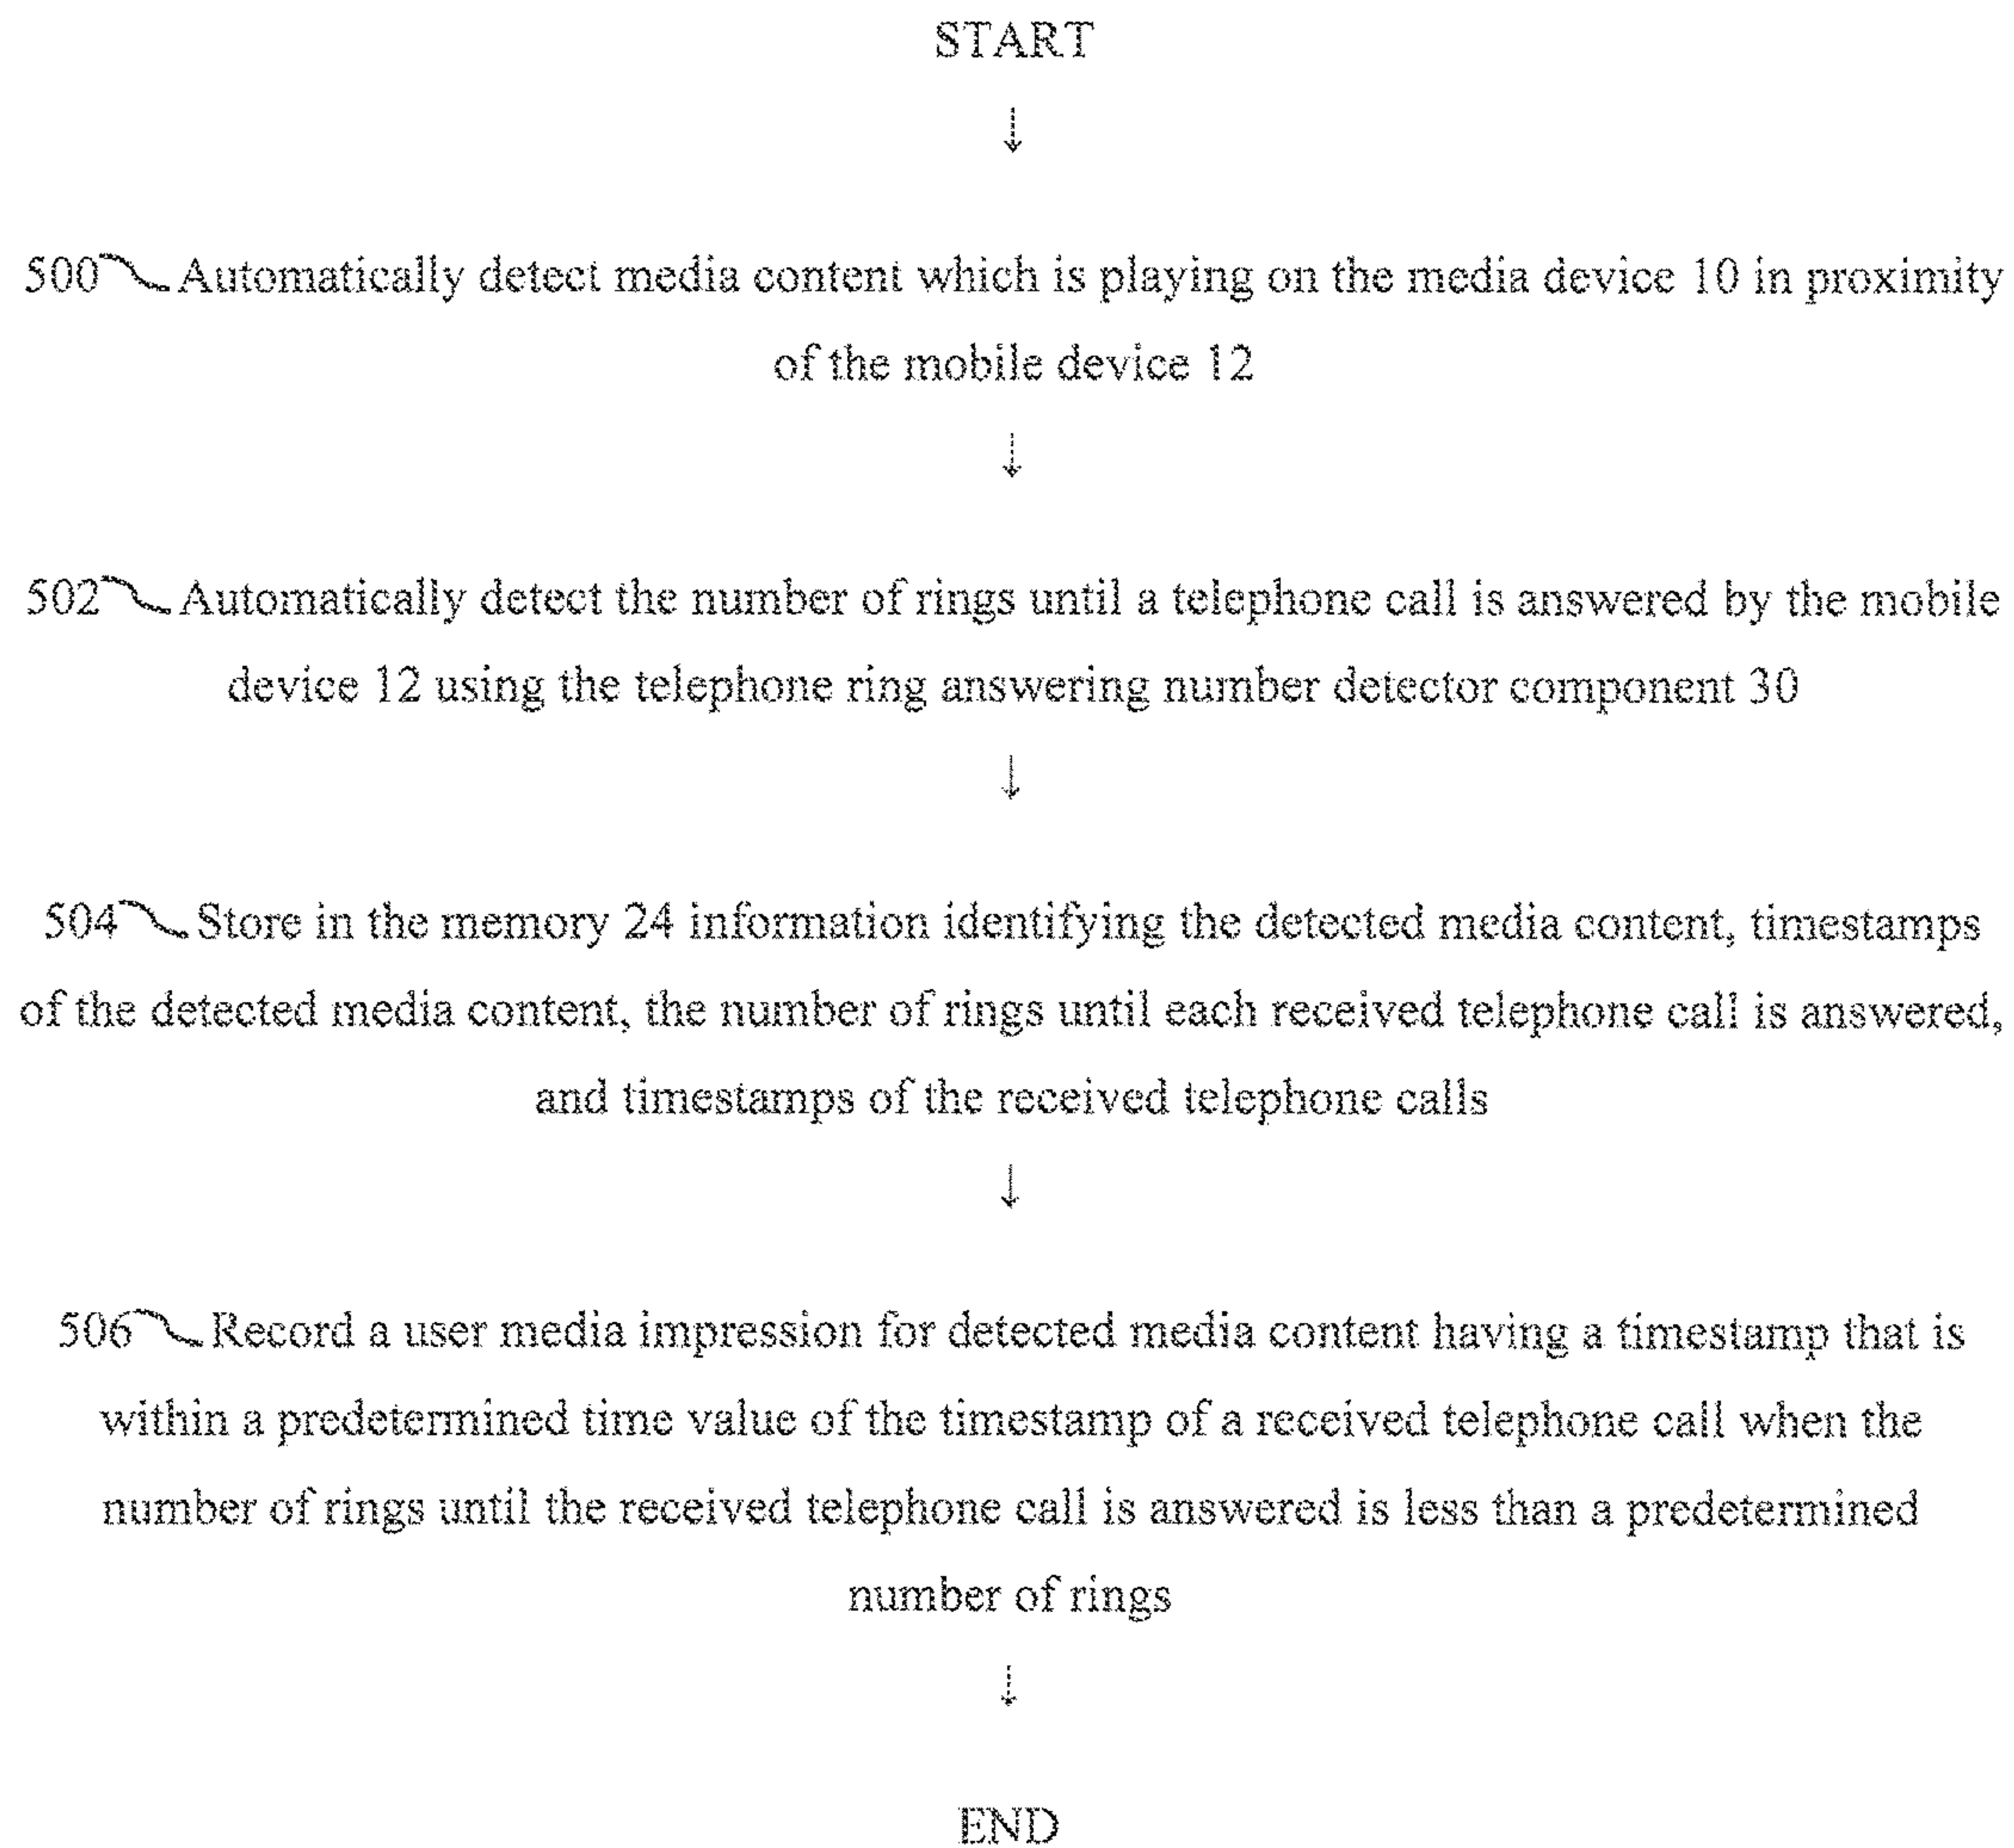 START
↓
500 Automatically detect media content which is playing on the media device 10 in proximity
of the mobile device 12
↓
502 Automatically detect the number of rings until a telephone call is answered by the mobile
device 12 using the telephone ring answering number detector component 30
↓
504 Store in the memory 24 information identifying the detected media content, timestamps
of the detected media content, the number of rings until each received telephone call is answered,
and timestamps of the received telephone calls
↓
506 Record a user media impression for detected media content having a timestamp that is
within a predetermined time value of the timestamp of a received telephone call when the
number of rings until the received telephone call is answered is less than a predetermined
number of rings
↓
END